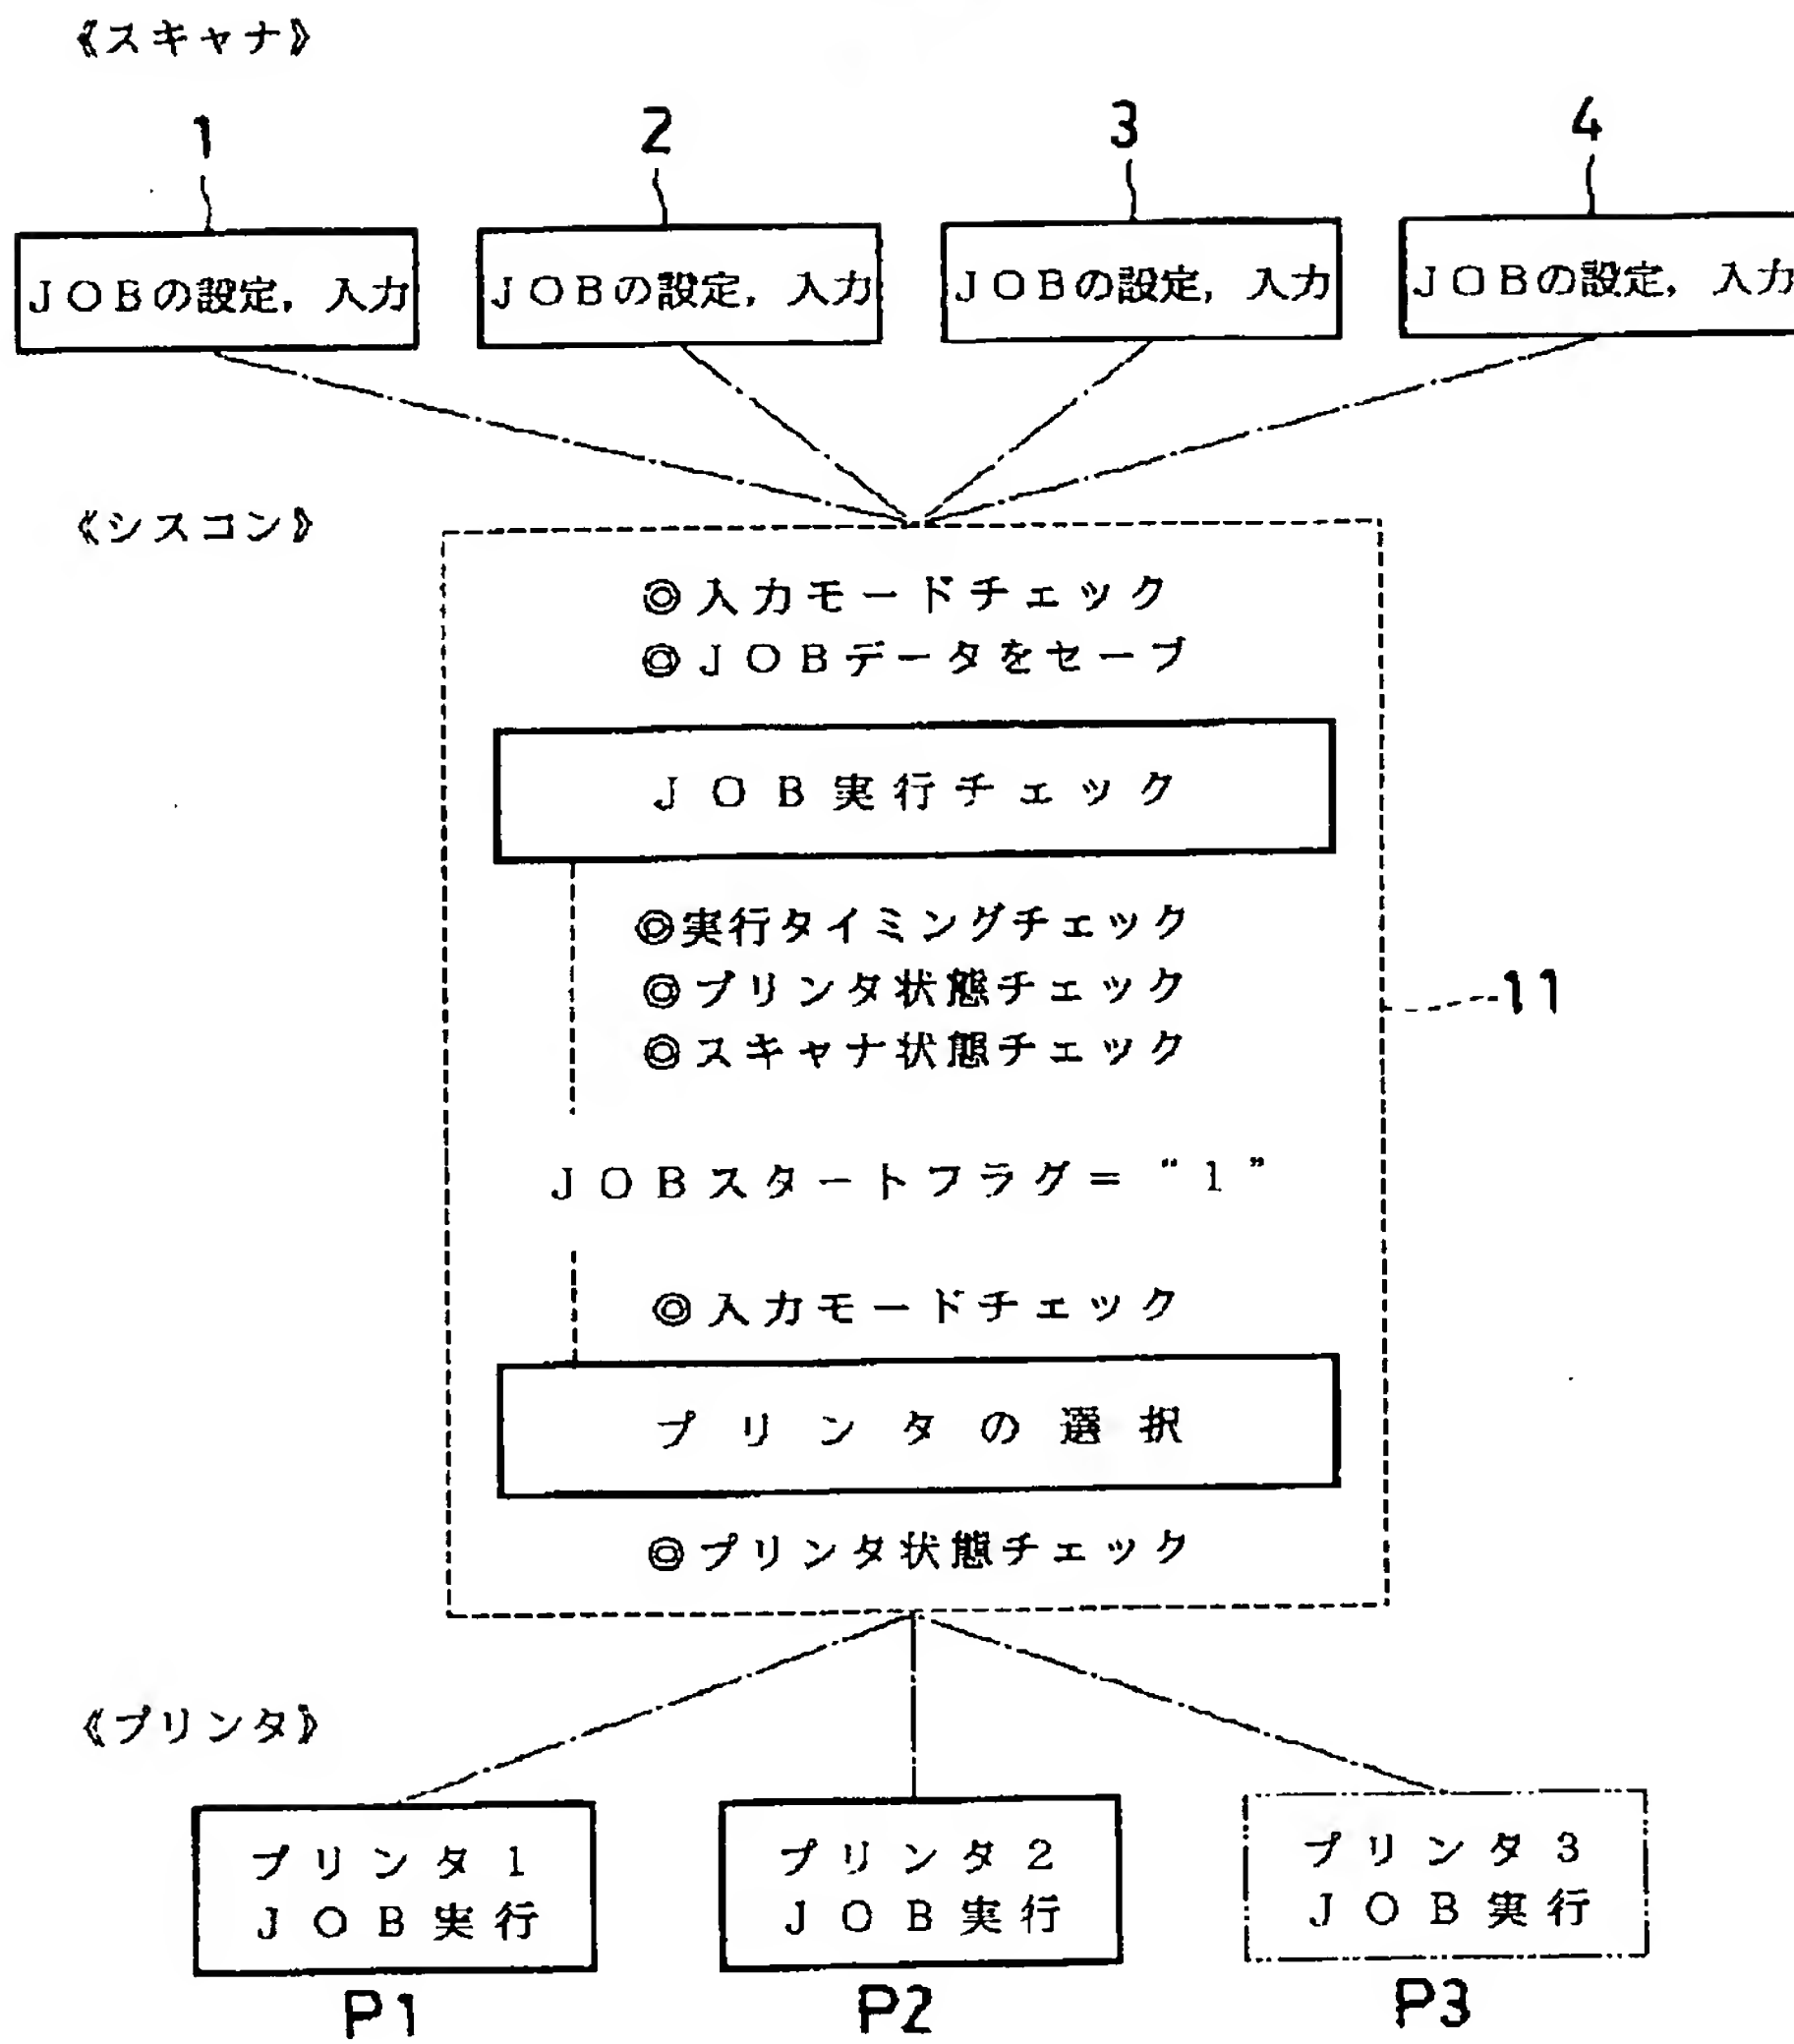 《スキャナ》
1 2 3 4
JOBの設定，入力 JOBの設定，入力 JOBの設定，入力 JOBの設定，入力
《シスコン》
◎入力モードチェック
◎JOBデータをセーブ
JOB実行チェック
◎実行タイミングチェック
◎プリンタ状態チェック
11
◎スキャナ状態チェック
JOBスタートフラグ＝“1”
◎入力モードチェック
プリンタの選択
◎プリンタ状態チェック
《プリンタ》
プリンタ1 プリンタ2 プリンタ3
JOB実行 JOB実行 JOB実行
P1 P2 P3